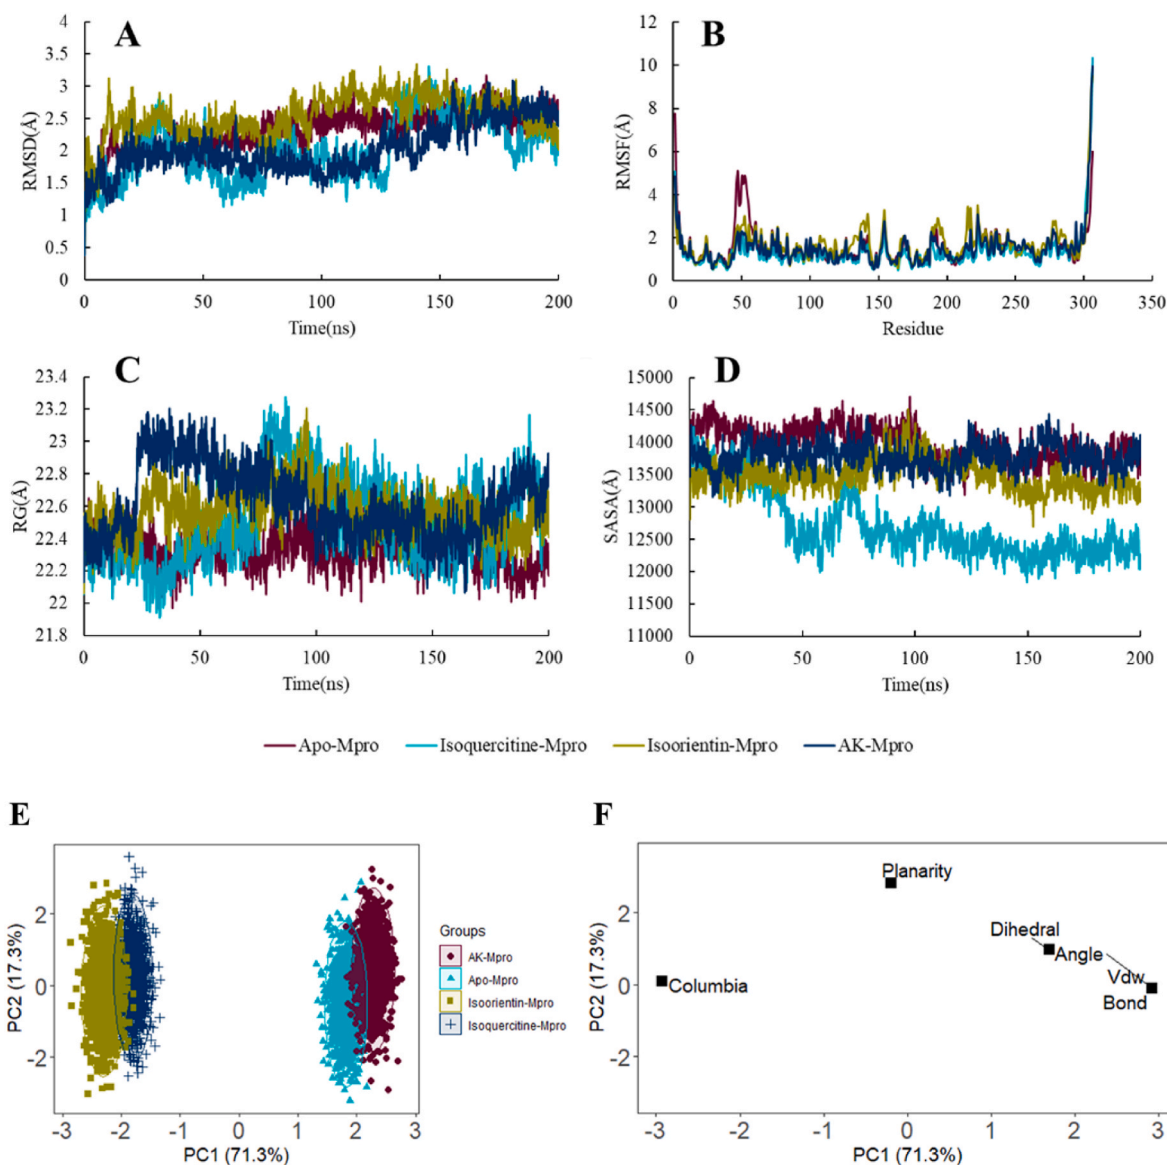 A
RMSD(Å)
4
3.5
3
2.5
2
1.5
1
0.5
0
0 50 100 150 200
Time(ns)
B
RMSF(Å)
12
10
8
6
4
2
0
0 50 100 150 200 250 300 350
Residue
C
RG(Å)
23.4
23.2
23
22.8
22.6
22.4
22.2
22
21.8
0 50 100 150 200
Time(ns)
D
SASA(Å)
15000
14500
14000
13500
13000
12500
12000
11500
11000
0 50 100 150 200
Time(ns)
Apo-Mpro Isoquercitine-Mpro Isoorientin-Mpro AK-Mpro
E
PC2 (17.3%)
2
0
-2
-3 -2 -1 0 1 2 3
PC1 (71.3%)
Groups
AK-Mpro
Apo-Mpro
Isoorientin-Mpro
Isoquercitine-Mpro
F
PC2 (17.3%)
2
0
-2
Planarity
Dihedral
Angle
Vdw
Bond
Columbia
-3 -2 -1 0 1 2 3
PC1 (71.3%)